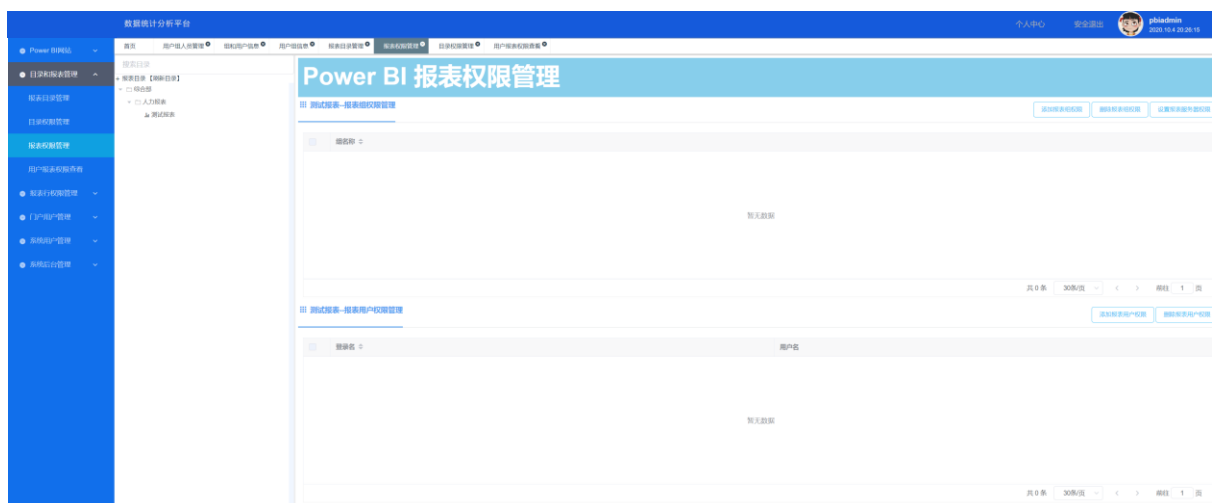 数据统计分析平台
个人中心
安全退出
pbiadmin
2020.10.4 20:26:15
Power BI网站
目录和报表管理
报表目录管理
目录权限管理
报表权限管理
用户报表权限查看
报表行权限管理
门户用户管理
系统用户管理
系统后台管理
首页
用户组人员管理
组和用户信息
用户组信息
报表目录管理
报表权限管理
目录权限管理
用户报表权限查看
搜索目录
报表目录【刷新目录】
综合部
人力报表
测试报表
Power BI 报表权限管理
测试报表--报表组权限管理
添加报表组权限
删除报表组权限
设置报表服务器权限
组名称
暂无数据
共 0 条
30条/页
前往 1 页
测试报表--报表用户权限管理
添加报表用户权限
删除报表用户权限
登录名
用户名
暂无数据
共 0 条
30条/页
前往 1 页